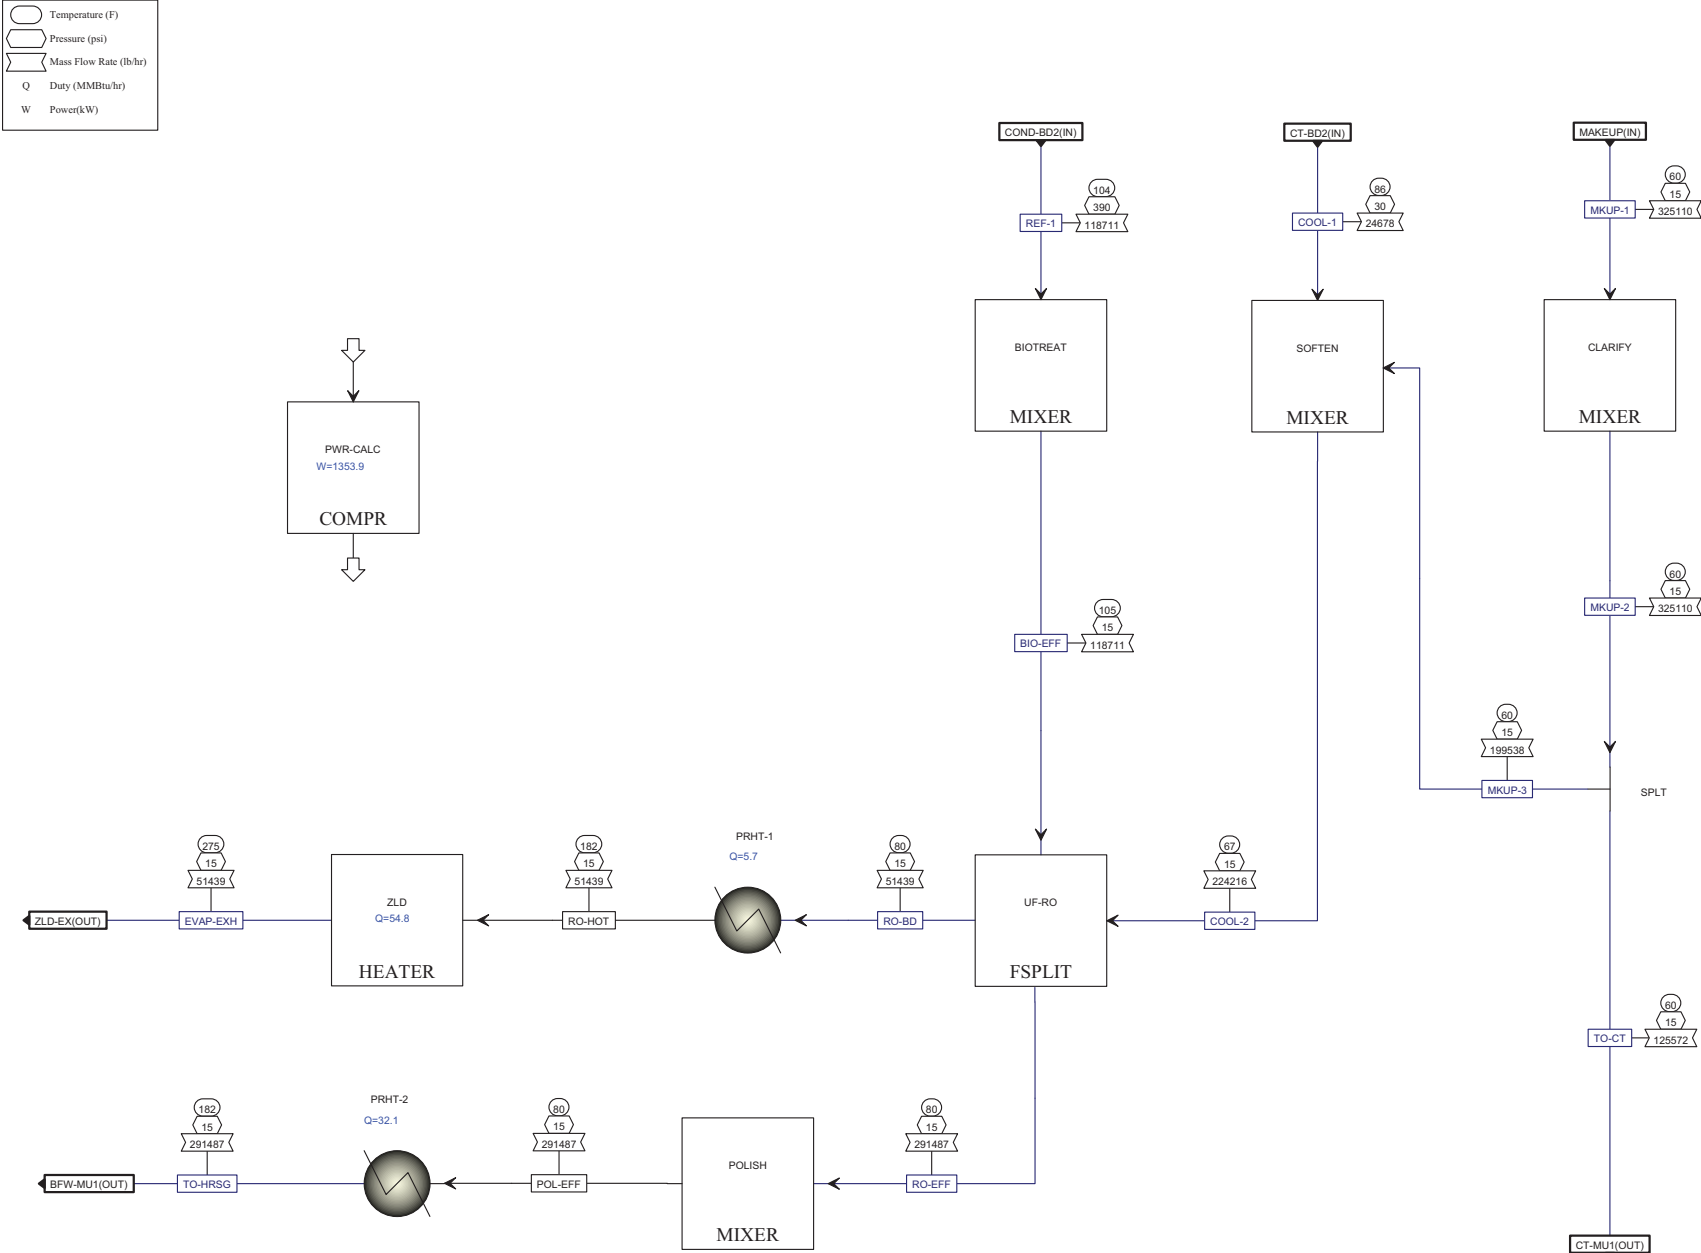 Temperature (F)
Pressure (psi)
Mass Flow Rate (lb/hr)
Q Duty (MMBtu/hr)
W Power(kW)
COND-BD2(IN)
CT-BD2(IN)
MAKEUP(IN)
104
390
REF-1
118711
86
30
COOL-1
24678
60
15
MKUP-1
325110
BIOTREAT
MIXER
SOFTEN
MIXER
CLARIFY
MIXER
PWR-CALC
W=1353.9
COMPR
105
15
BIO-EFF
118711
60
15
MKUP-2
325110
60
15
199538
MKUP-3
SPLT
275
15
51439
EVAP-EXH
ZLD-EX(OUT)
ZLD
Q=54.8
HEATER
182
15
51439
RO-HOT
PRHT-1
Q=5.7
80
15
51439
RO-BD
UF-RO
FSPLIT
67
15
224216
COOL-2
60
15
TO-CT
125572
182
15
291487
TO-HRSG
BFW-MU1(OUT)
PRHT-2
Q=32.1
80
15
291487
POL-EFF
POLISH
MIXER
80
15
291487
RO-EFF
CT-MU1(OUT)